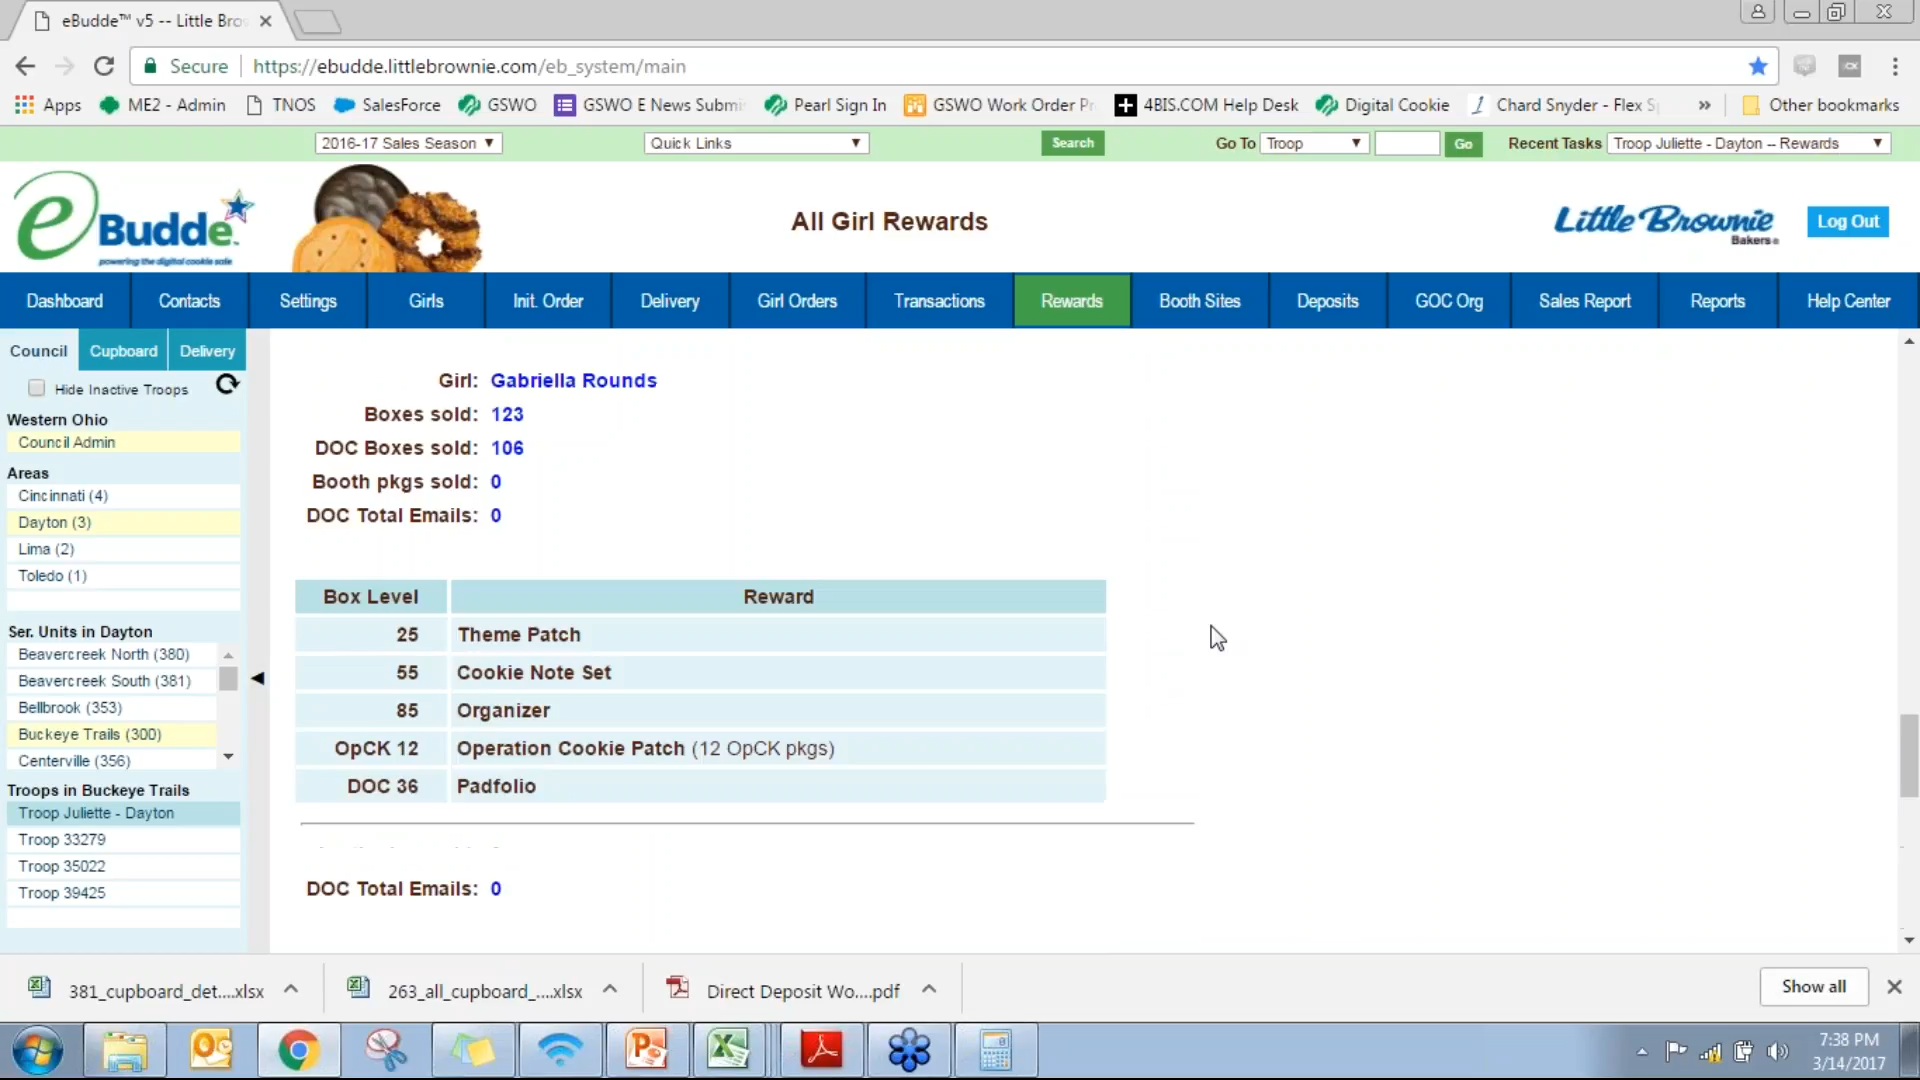 eBudde™ v5 -- Little Bro
Secure https://ebudde.littlebrownie.com/eb_system/main
Apps ME2 - Admin TNOS SalesForce GSWO GSWO E News Submi Pearl Sign In GSWO Work Order Pr 4BIS.COM Help Desk Digital Cookie Chard Snyder - Flex S » Other bookmarks
2016-17 Sales Season Quick Links Search Go To Troop Go Recent Tasks Troop Juliette - Dayton -- Rewards
eBudde™
powering the digital cookie sale
All Girl Rewards
Little Brownie
Bakers®
Log Out
Dashboard Contacts Settings Girls Init. Order Delivery Girl Orders Transactions Rewards Booth Sites Deposits GOC Org Sales Report Reports Help Center
Council Cupboard Delivery
Hide Inactive Troops
Western Ohio
Council Admin
Areas
Cincinnati (4)
Dayton (3)
Lima (2)
Toledo (1)
Ser. Units in Dayton
Beavercreek North (380)
Beavercreek South (381)
Bellbrook (353)
Buckeye Trails (300)
Centerville (356)
Troops in Buckeye Trails
Troop Juliette - Dayton
Troop 33279
Troop 35022
Troop 39425
Girl: Gabriella Rounds
Boxes sold: 123
DOC Boxes sold: 106
Booth pkgs sold: 0
DOC Total Emails: 0
Box Level Reward
25 Theme Patch
55 Cookie Note Set
85 Organizer
OpCK 12 Operation Cookie Patch (12 OpCK pkgs)
DOC 36 Padfolio
DOC Total Emails: 0
381_cupboard_det....xlsx 263_all_cupboard_....xlsx Direct Deposit Wo....pdf Show all
7:38 PM
3/14/2017